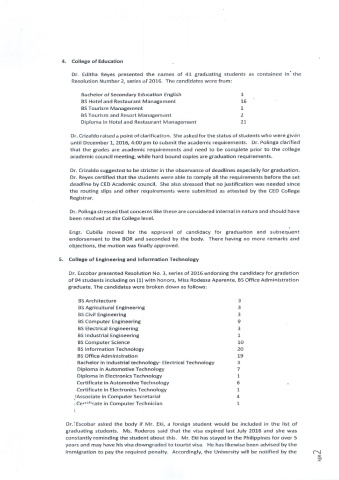 4. College of Education
Dr. Editha Reyes presented the names of 41 graduating students as contained in the
Resolution Number 2, series of 2016. The candidates were from:
Bachelor of Secondary Education English 1
BS Hotel and Restaurant Management 16
BS Tourism Management 1
BS Tourism and Resort Management 2
Diploma in Hotel and Restaurant Management 21
Dr. Crizaldo raised a point of clarification. She asked for the status of students who were given
until December 1, 2016, 4:00 pm to submit the academic requirements. Dr. Polinga clarified
that the grades are academic requirements and need to be complete prior to the college
academic council meeting, while hard bound copies are graduation requirements.
Dr. Crizaldo suggested to be stricter in the observance of deadlines especially for graduation.
Dr. Reyes certified that the students were able to comply all the requirements before the set
deadline by CED Academic council. She also stressed that no justification was needed since
the routing slips and other requirements were submitted as attested by the CED College
Registrar.
Dr. Polinga stressed that concerns like these are considered internal in nature and should have
been resolved at the College level.
Engr. Cubilla moved for the approval of candidacy for graduation and subsequent
endorsement to the BOR and seconded by the body. There having no more remarks and
objections, the motion was finally approved.
5. College of Engineering and Information Technology
Dr. Escobar presented Resolution No. 3, series of 2016 endorsing the candidacy for gradation
of 94 students including on (1) with honors, Miss Rodessa Aparente, BS Office Administration
graduate. The candidates were broken down as follows:
BS Architecture 3
BS Agricultural Engineering 3
BS Civil Engineering 3
BS Computer Engineering 9
BS Electrical Engineering 3
BS Industrial Engineering 1
BS Computer Science 10
BS Information Technology 20
BS Office Administration 19
Bachelor in Industrial technology- Electrical Technology 3
Diploma in Automotive Technology 7
Diploma in Electronics Technology 1
Certificate in Automotive Technology 6
Certificate in Electronics Technology 1
Associate in Computer Secretarial 4
Certificate in Computer Technician 1
Dr. Escobar asked the body if Mr. Eki, a foreign student would be included in the list of
graduating students. Ms. Roderos said that the visa expired last July 2016 and she was
constantly reminding the student about this. Mr. Eki has stayed in the Philippines for over 5
years and may have his visa downgraded to tourist visa. He has likewise been advised by the
immigration to pay the required penalty. Accordingly, the University will be notified by the